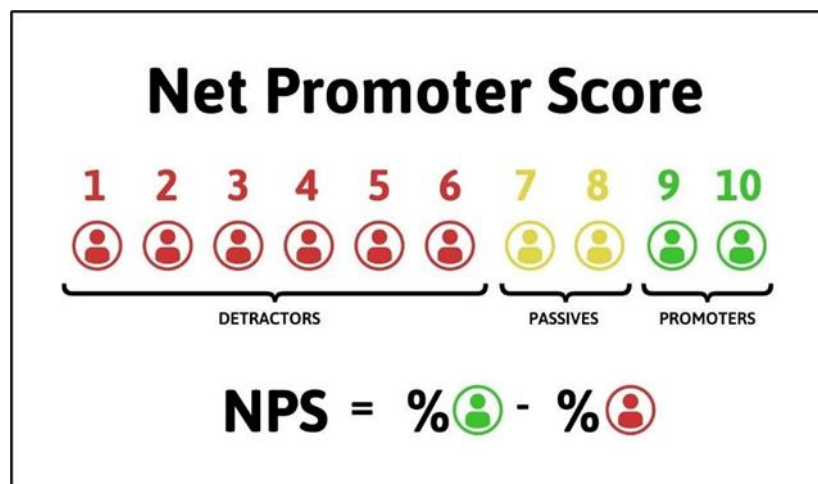 Net Promoter Score
1 2 3 4 5 6 7 8 9 10
DETRACTORS PASSIVES PROMOTERS
NPS = % - %